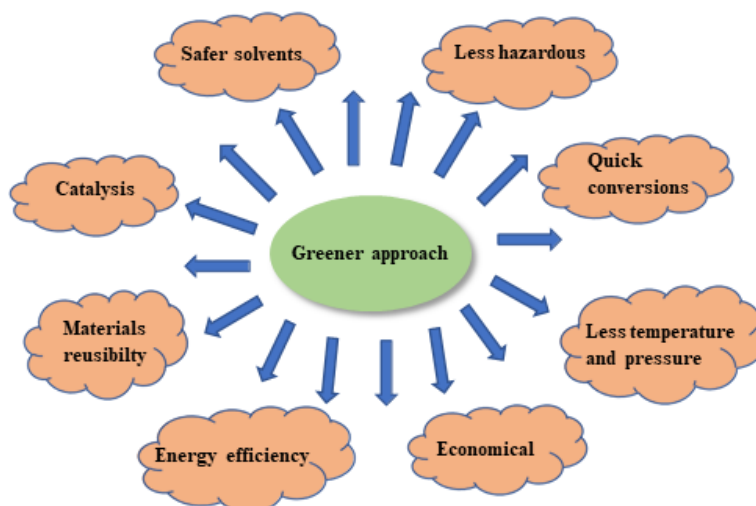 Safer solvents
Less hazardous
Catalysis
Quick
conversions
Greener approach
Materials
reusibilty
Less temperature
and pressure
Energy efficiency
Economical